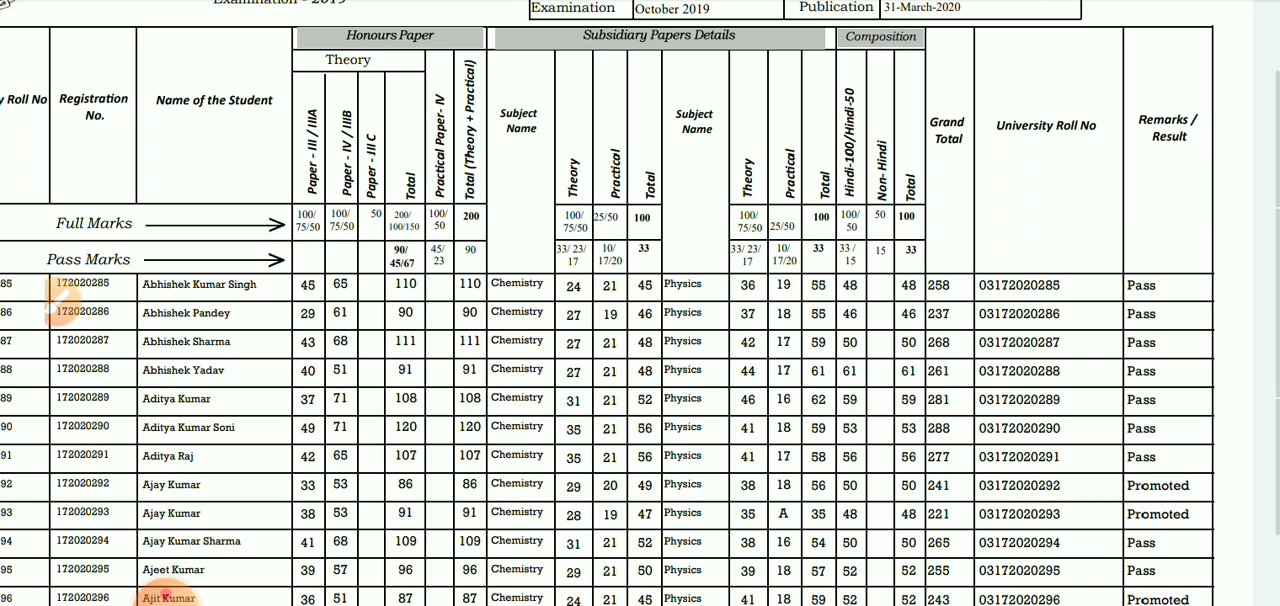 Examination - 2019
Examination October 2019 Publication 31-March-2020
Honours Paper Subsidiary Papers Details Composition
Theory
y Roll No Registration No. Name of the Student Paper - III / IIIA Paper - IV / IIIB Paper - III C Total Practical Paper- IV Total (Theory + Practical) Subject Name Theory Practical Total Subject Name Theory Practical Total Hindi-100/Hindi-50 Non- Hindi Total Grand Total University Roll No Remarks / Result
Full Marks 100/ 75/50 100/ 75/50 50 200/ 100/150 100/ 50 200 100/ 75/50 25/50 100 100/ 75/50 25/50 100 100/ 50 50 100
Pass Marks 90/ 45/67 45/ 23 90 33/ 23/ 17 10/ 17/20 33 33/ 23/ 17 10/ 17/20 33 33 / 15 15 33
85 172020285 Abhishek Kumar Singh 45 65 110 110 Chemistry 24 21 45 Physics 36 19 55 48 48 258 03172020285 Pass
86 172020286 Abhishek Pandey 29 61 90 90 Chemistry 27 19 46 Physics 37 18 55 46 46 237 03172020286 Pass
87 172020287 Abhishek Sharma 43 68 111 111 Chemistry 27 21 48 Physics 42 17 59 50 50 268 03172020287 Pass
88 172020288 Abhishek Yadav 40 51 91 91 Chemistry 27 21 48 Physics 44 17 61 61 61 261 03172020288 Pass
89 172020289 Aditya Kumar 37 71 108 108 Chemistry 31 21 52 Physics 46 16 62 59 59 281 03172020289 Pass
90 172020290 Aditya Kumar Soni 49 71 120 120 Chemistry 35 21 56 Physics 41 18 59 53 53 288 03172020290 Pass
91 172020291 Aditya Raj 42 65 107 107 Chemistry 35 21 56 Physics 41 17 58 56 56 277 03172020291 Pass
92 172020292 Ajay Kumar 33 53 86 86 Chemistry 29 20 49 Physics 38 18 56 50 50 241 03172020292 Promoted
93 172020293 Ajay Kumar 38 53 91 91 Chemistry 28 19 47 Physics 35 A 35 48 48 221 03172020293 Promoted
94 172020294 Ajay Kumar Sharma 41 68 109 109 Chemistry 31 21 52 Physics 38 16 54 50 50 265 03172020294 Pass
95 172020295 Ajeet Kumar 39 57 96 96 Chemistry 29 21 50 Physics 39 18 57 52 52 255 03172020295 Pass
96 172020296 Ajit Kumar 36 51 87 87 Chemistry 24 21 45 Physics 41 18 59 52 52 243 03172020296 Promoted